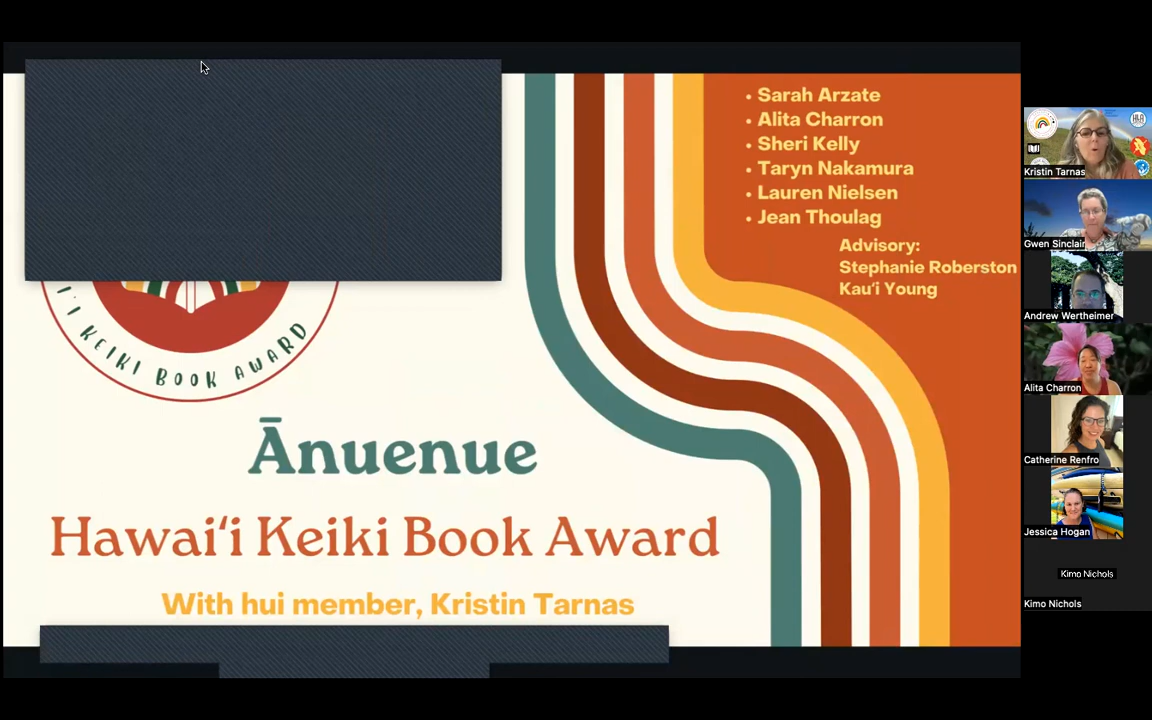 • Sarah Arzate
• Alita Charron
• Sheri Kelly
• Taryn Nakamura
• Lauren Nielsen
• Jean Thoulag
Advisory:
Stephanie Roberston
Kauʻi Young
I'I KEIKI BOOK AWARD
Ānuenue
Hawaiʻi Keiki Book Award
With hui member, Kristin Tarnas
Kristin Tarnas
Gwen Sinclair
Andrew Wertheimer
Alita Charron
Catherine Renfro
Jessica Hogan
Kimo Nichols
Kimo Nichols